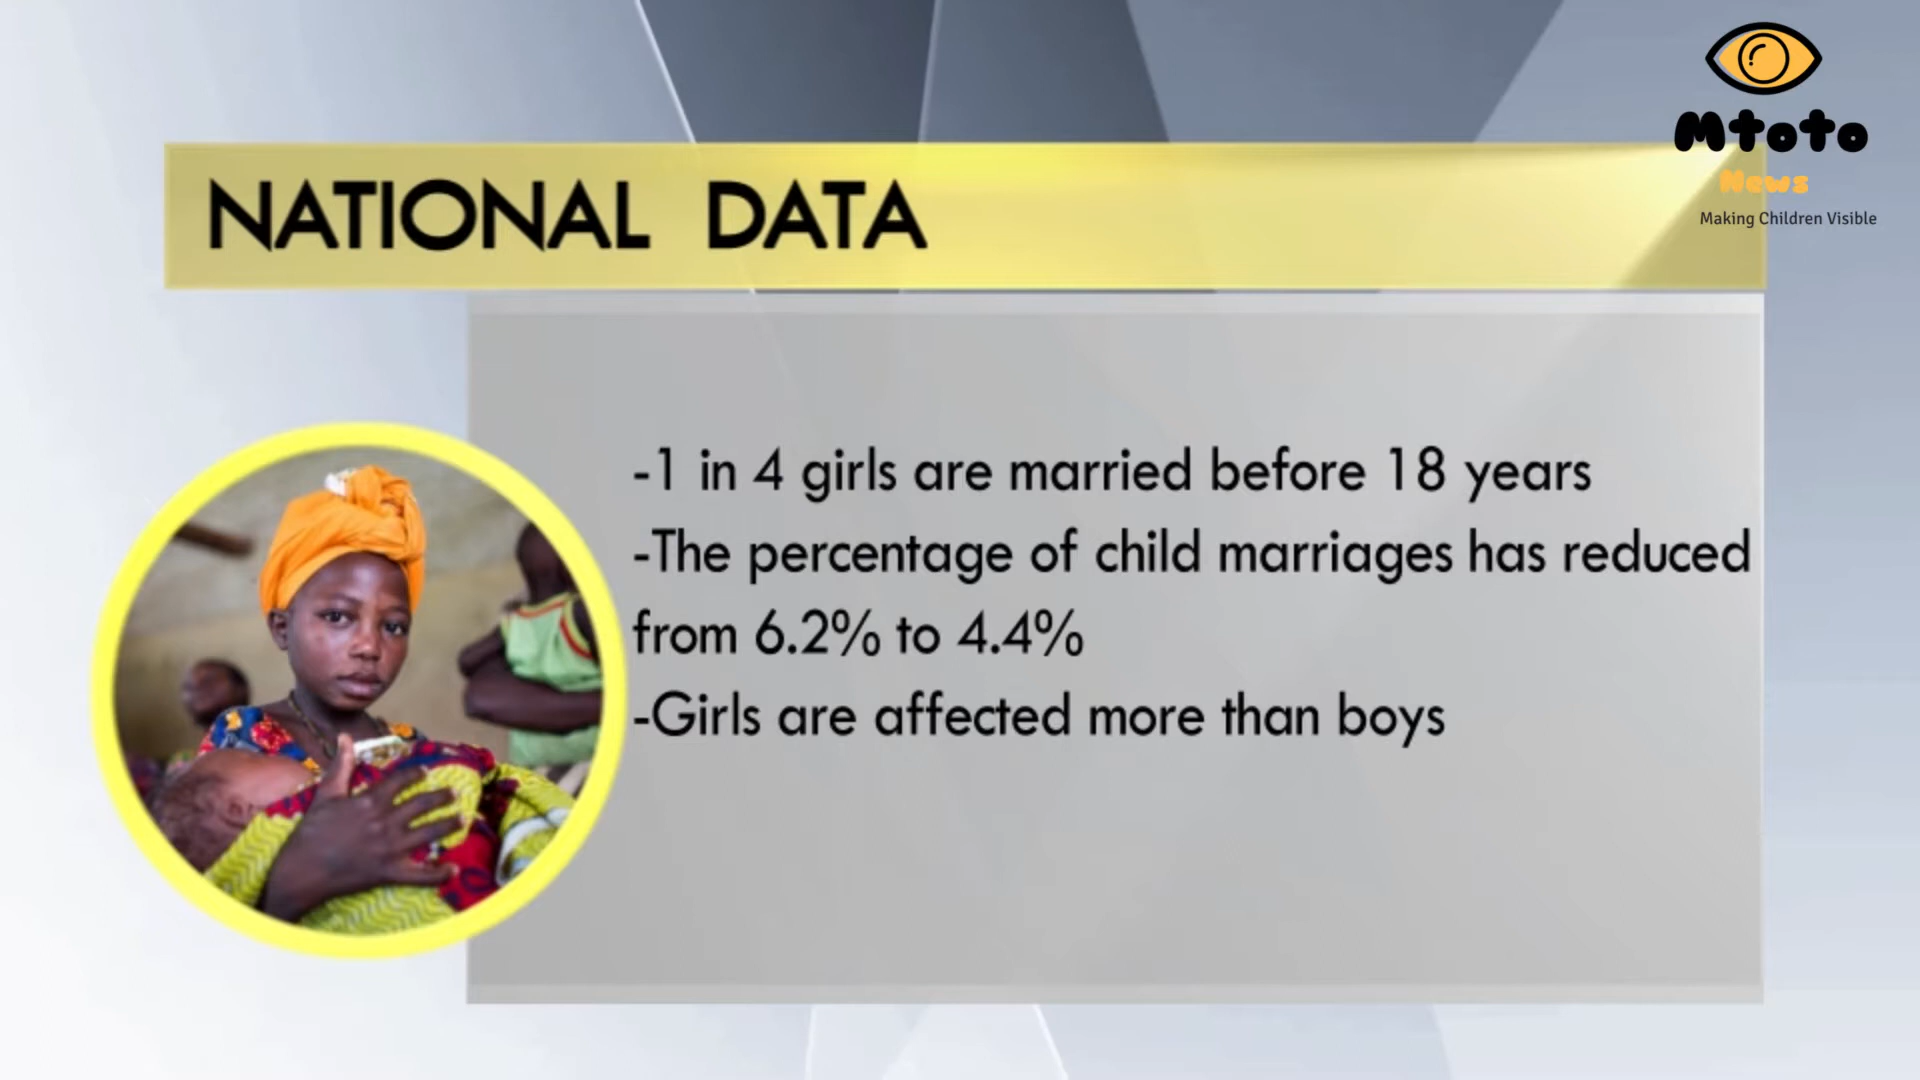 Mtoto
News
Making Children Visible
NATIONAL DATA
-1 in 4 girls are married before 18 years
-The percentage of child marriages has reduced
from 6.2% to 4.4%
-Girls are affected more than boys